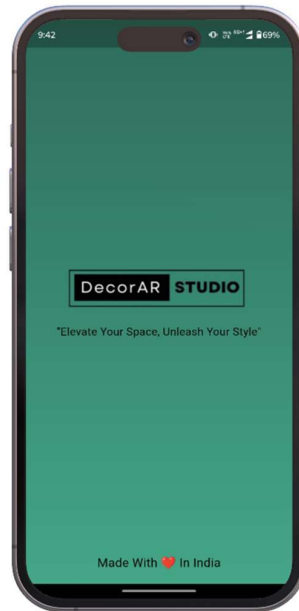 9:42 69%
DecorAR STUDIO
"Elevate Your Space, Unleash Your Style"
Made With ❤️ In India